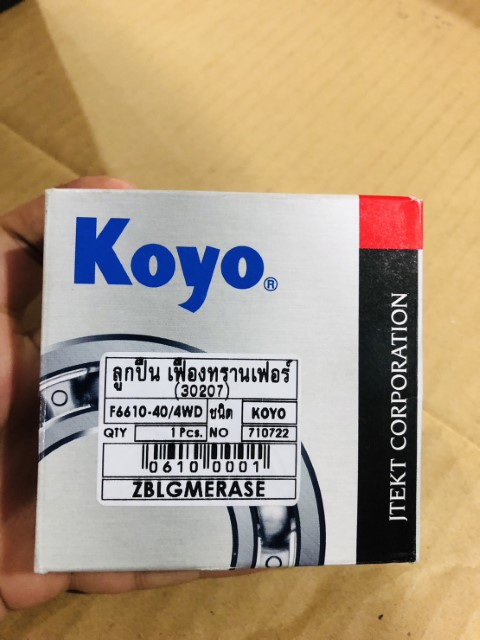 Koyo®
ลูกปืน เฟืองทรานเฟอร์
(30207)
F6610-40/4WD ชนิด KOYO
QTY 1 Pcs. NO 710722
0610 0001
ZBLGMERASE
JTEKT CORPORATION